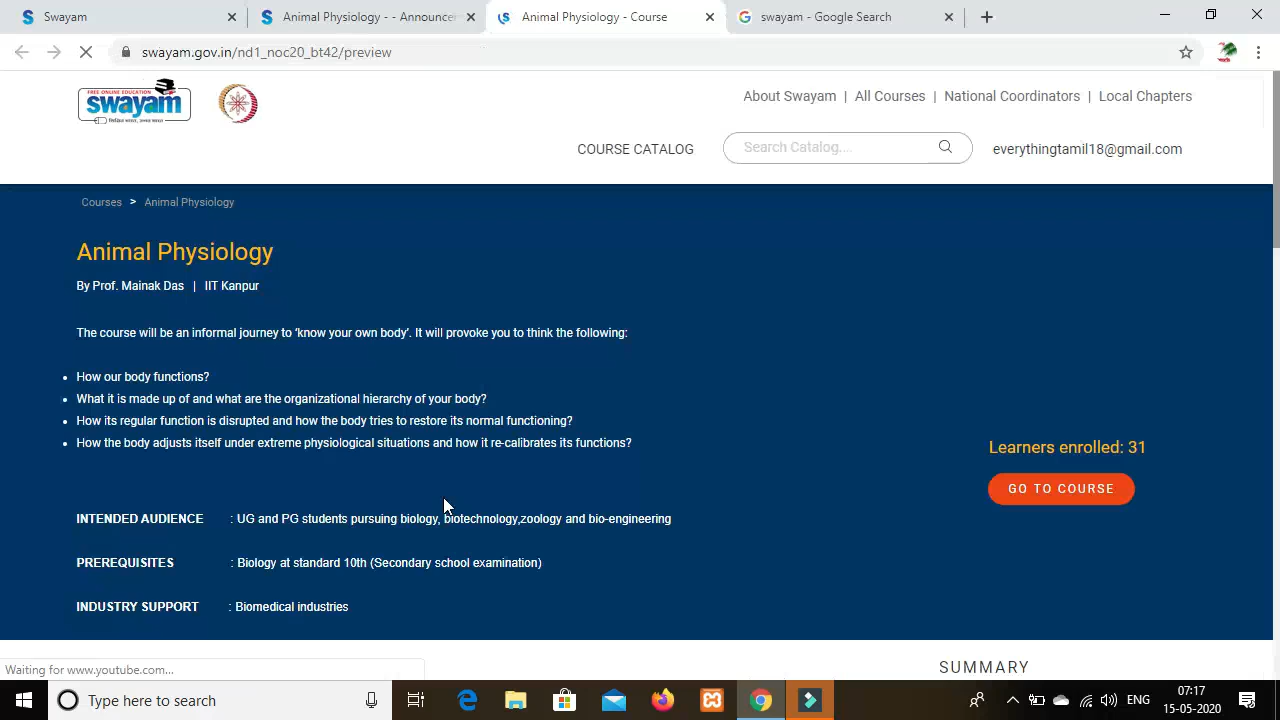 Swayam
Animal Physiology - - Announcer
Animal Physiology - Course
swayam - Google Search
swayam.gov.in/nd1_noc20_bt42/preview
FREE ONLINE EDUCATION
swayam
About Swayam | All Courses | National Coordinators | Local Chapters
COURSE CATALOG
Search Catalog....
everythingtamil18@gmail.com
Courses > Animal Physiology
Animal Physiology
By Prof. Mainak Das | IIT Kanpur
The course will be an informal journey to ‘know your own body’. It will provoke you to think the following:
How our body functions?
What it is made up of and what are the organizational hierarchy of your body?
How its regular function is disrupted and how the body tries to restore its normal functioning?
How the body adjusts itself under extreme physiological situations and how it re-calibrates its functions?
Learners enrolled: 31
GO TO COURSE
INTENDED AUDIENCE : UG and PG students pursuing biology, biotechnology,zoology and bio-engineering
PREREQUISITES : Biology at standard 10th (Secondary school examination)
INDUSTRY SUPPORT : Biomedical industries
SUMMARY
Waiting for www.youtube.com...
Type here to search
ENG
07:17
15-05-2020